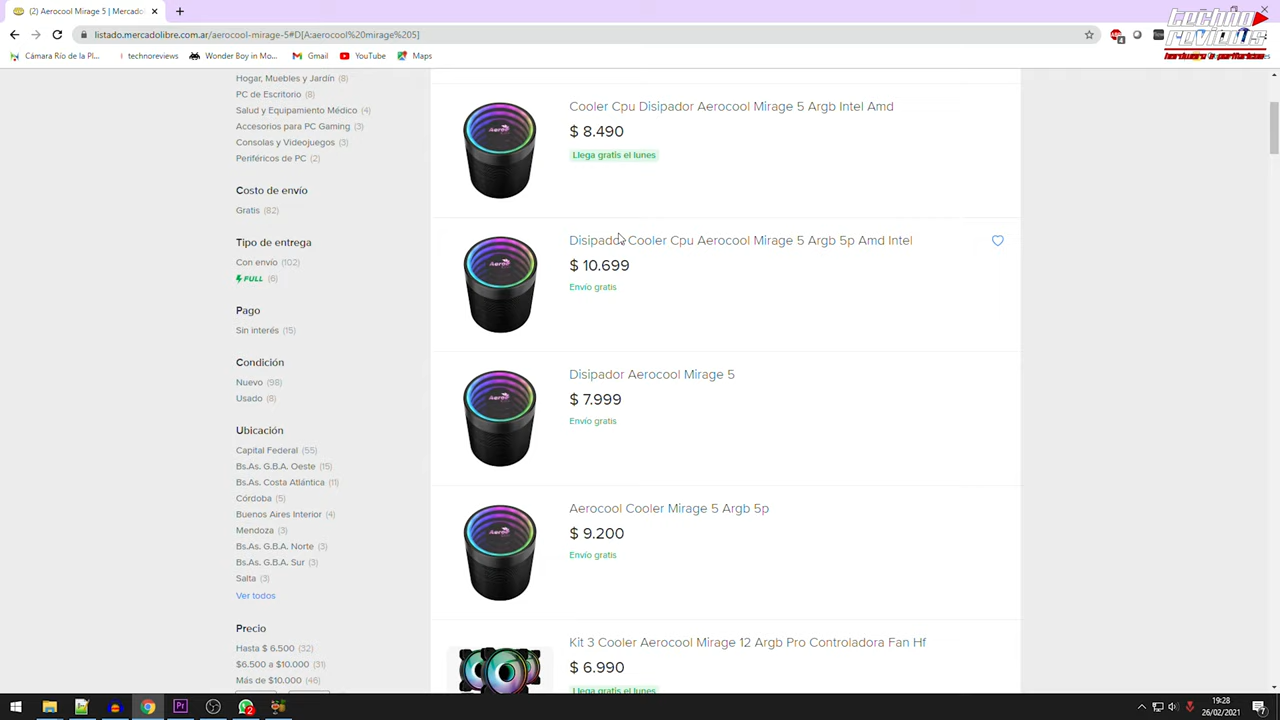 (2) Aerocool Mirage 5 | Mercado
listado.mercadolibre.com.ar/aerocool-mirage-5#D[A:aerocool%20mirage%205]
techno
reviews
hardware & perifericos
Cámara Río de la Pl...
technoreviews
Wonder Boy in Mo...
Gmail
YouTube
Maps
Hogar, Muebles y Jardín (8)
PC de Escritorio (8)
Salud y Equipamiento Médico (4)
Accesorios para PC Gaming (3)
Consolas y Videojuegos (3)
Periféricos de PC (2)
Costo de envío
Gratis (82)
Tipo de entrega
Con envío (102)
FULL (6)
Pago
Sin interés (15)
Condición
Nuevo (98)
Usado (8)
Ubicación
Capital Federal (55)
Bs.As. G.B.A. Oeste (15)
Bs.As. Costa Atlántica (11)
Córdoba (5)
Buenos Aires Interior (4)
Mendoza (3)
Bs.As. G.B.A. Norte (3)
Bs.As. G.B.A. Sur (3)
Salta (3)
Ver todos
Precio
Hasta $ 6.500 (32)
$6.500 a $10.000 (31)
Más de $10.000 (46)
Cooler Cpu Disipador Aerocool Mirage 5 Argb Intel Amd
$ 8.490
Llega gratis el lunes
Disipador Cooler Cpu Aerocool Mirage 5 Argb 5p Amd Intel
$ 10.699
Envío gratis
Disipador Aerocool Mirage 5
$ 7.999
Envío gratis
Aerocool Cooler Mirage 5 Argb 5p
$ 9.200
Envío gratis
Kit 3 Cooler Aerocool Mirage 12 Argb Pro Controladora Fan Hf
$ 6.990
Llega gratis el lunes
Pr
2
19:28
26/02/2021
7